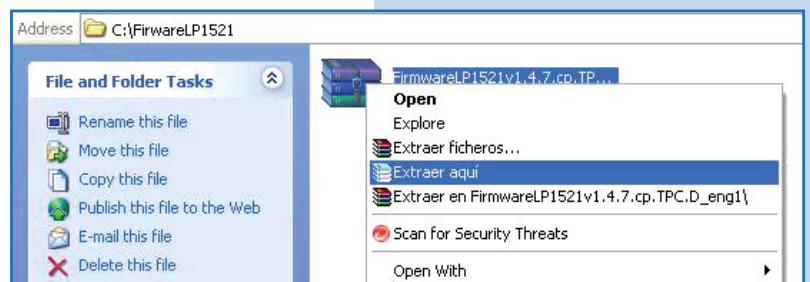 Address C:\FirwareLP1521
File and Folder Tasks
Rename this file
Move this file
Copy this file
Publish this file to the Web
E-mail this file
Delete this file
FirmwareLP1521v1.4.7.cp.TP...
Open
Explore
Extraer ficheros...
Extraer aquí
Extraer en FirmwareLP1521v1.4.7.cp.TPC.D_eng1\
Scan for Security Threats
Open With